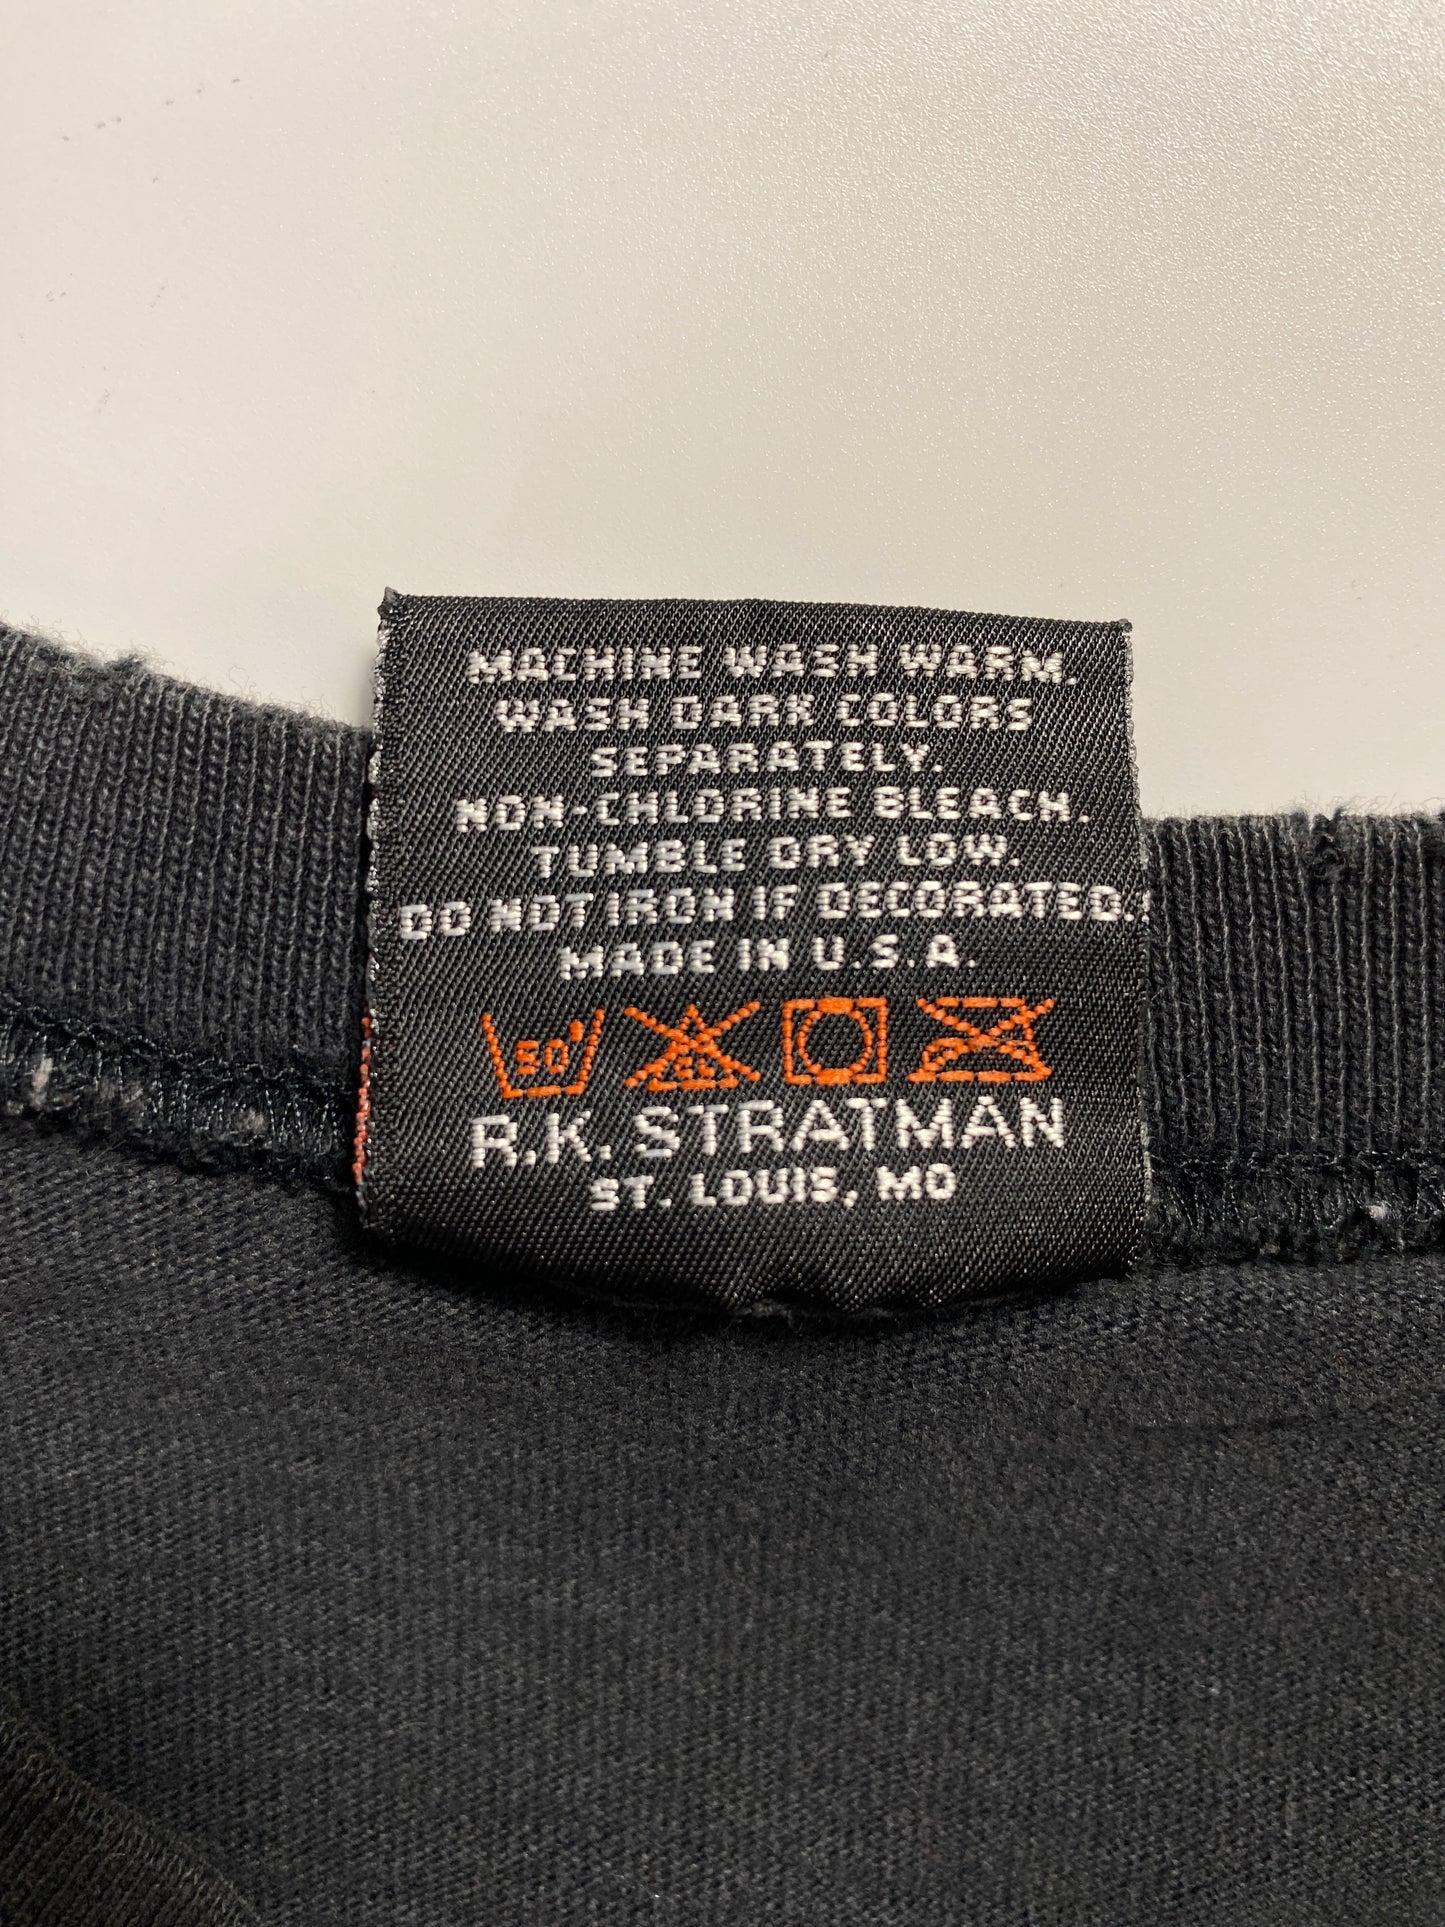 MACHINE WASH WARM.
WASH DARK COLORS
SEPARATELY.
NON-CHLORINE BLEACH.
TUMBLE DRY LOW.
DO NOT IRON IF DECORATED.
MADE IN U.S.A.
50° CL
R.K. STRATMAN
ST. LOUIS, MO